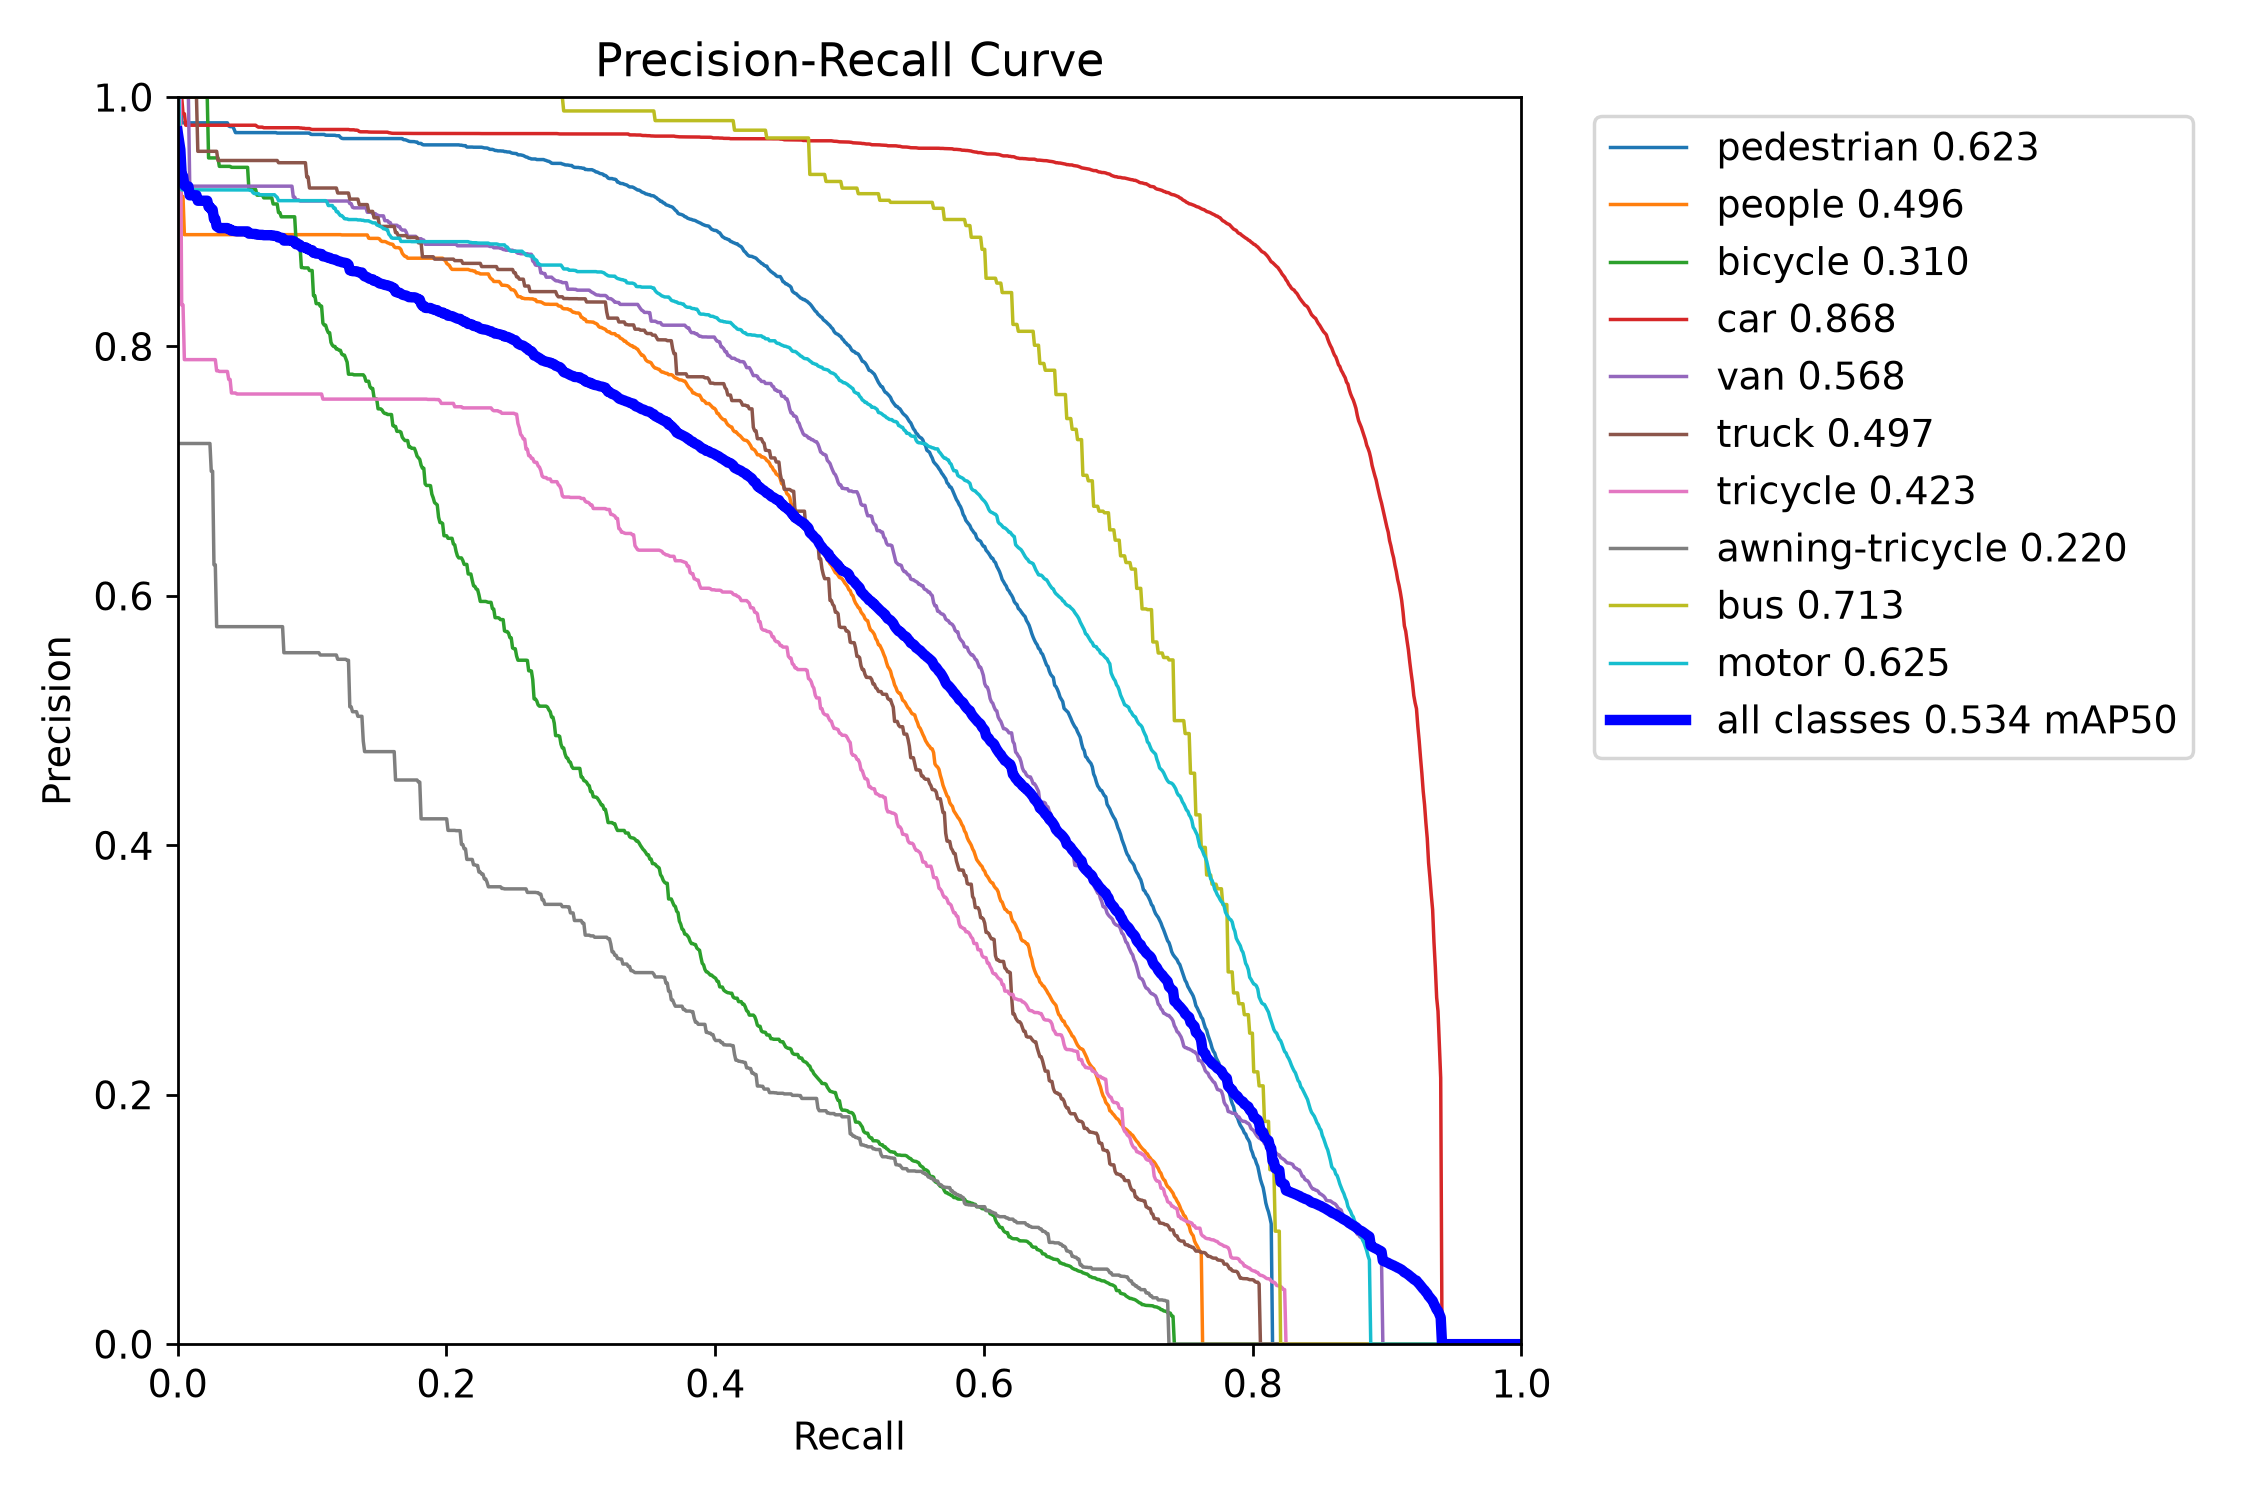 Precision-Recall Curve
1.0
0.8
0.6
0.4
0.2
0.0
Precision
0.0 0.2 0.4 0.6 0.8 1.0
Recall
pedestrian 0.623
people 0.496
bicycle 0.310
car 0.868
van 0.568
truck 0.497
tricycle 0.423
awning-tricycle 0.220
bus 0.713
motor 0.625
all classes 0.534 mAP50